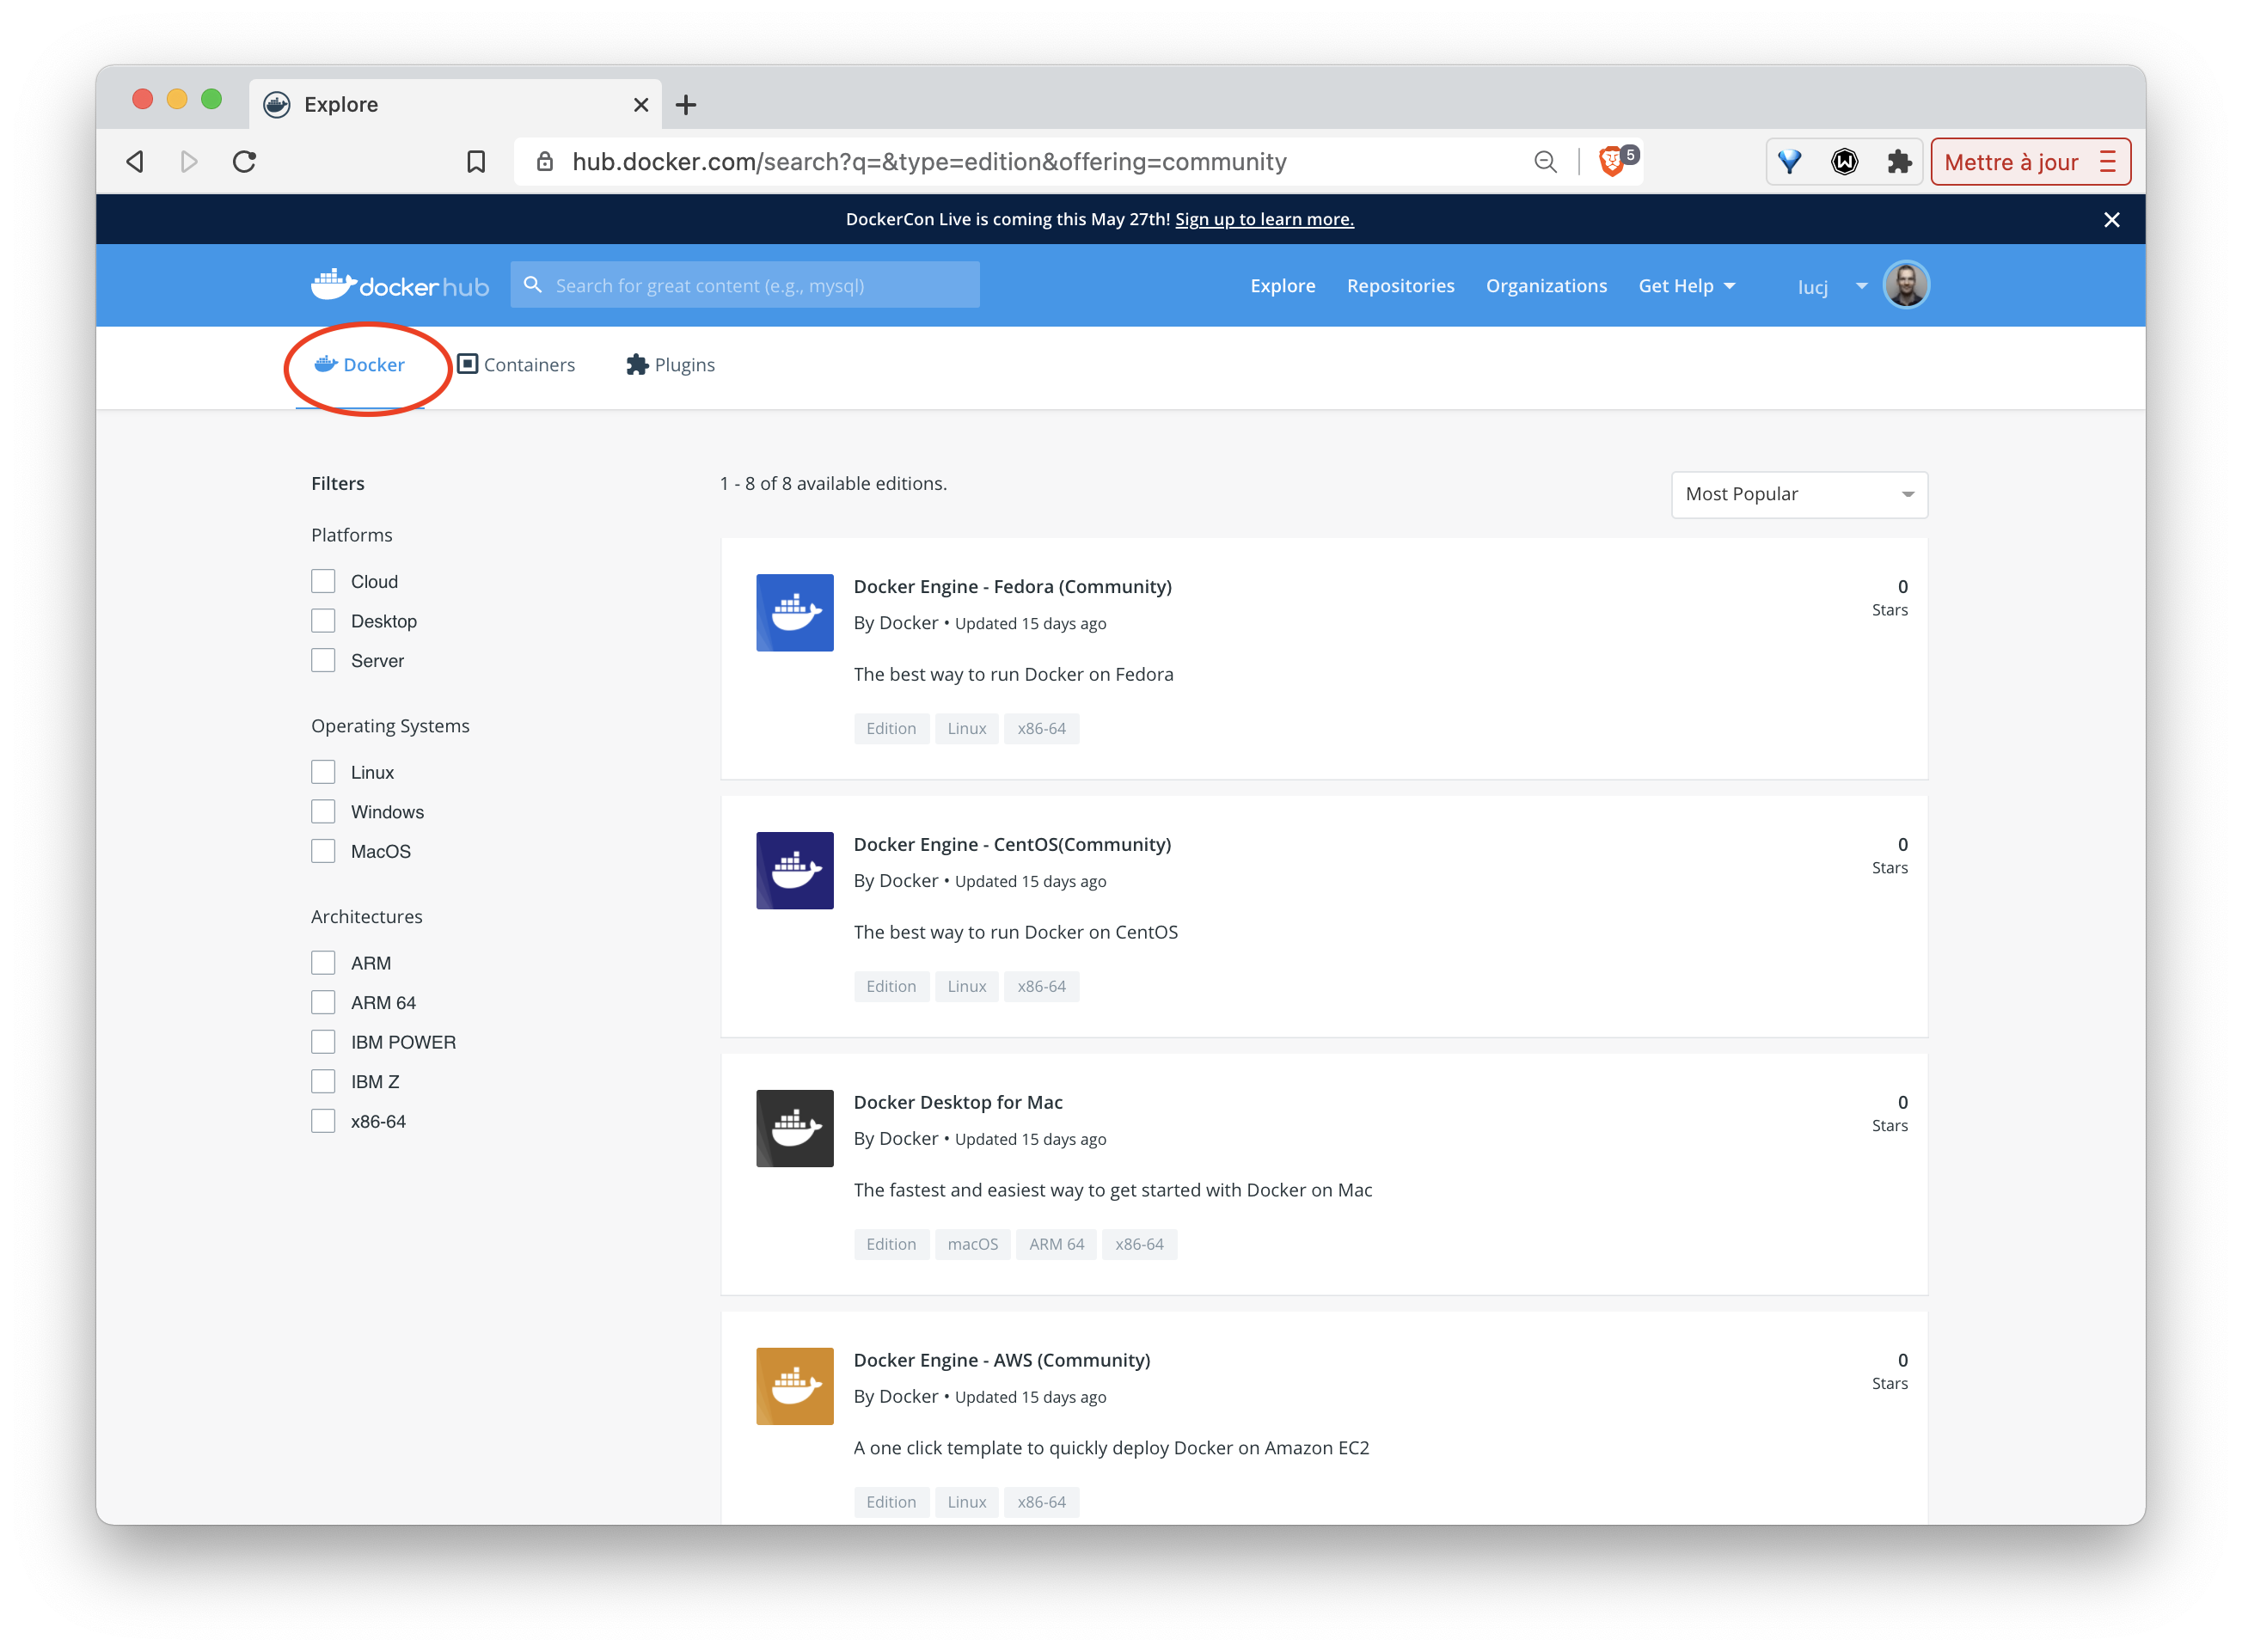 Explore
hub.docker.com/search?q=&type=edition&offering=community
5
Mettre à jour
DockerCon Live is coming this May 27th! Sign up to learn more.
docker hub
Search for great content (e.g., mysql)
Explore
Repositories
Organizations
Get Help
lucj
Docker
Containers
Plugins
Filters
Platforms
Cloud
Desktop
Server
Operating Systems
Linux
Windows
MacOS
Architectures
ARM
ARM 64
IBM POWER
IBM Z
x86-64
1 - 8 of 8 available editions.
Most Popular
Docker Engine - Fedora (Community)
By Docker • Updated 15 days ago
The best way to run Docker on Fedora
Edition Linux x86-64
0
Stars
Docker Engine - CentOS(Community)
By Docker • Updated 15 days ago
The best way to run Docker on CentOS
Edition Linux x86-64
0
Stars
Docker Desktop for Mac
By Docker • Updated 15 days ago
The fastest and easiest way to get started with Docker on Mac
Edition macOS ARM 64 x86-64
0
Stars
Docker Engine - AWS (Community)
By Docker • Updated 15 days ago
A one click template to quickly deploy Docker on Amazon EC2
Edition Linux x86-64
0
Stars